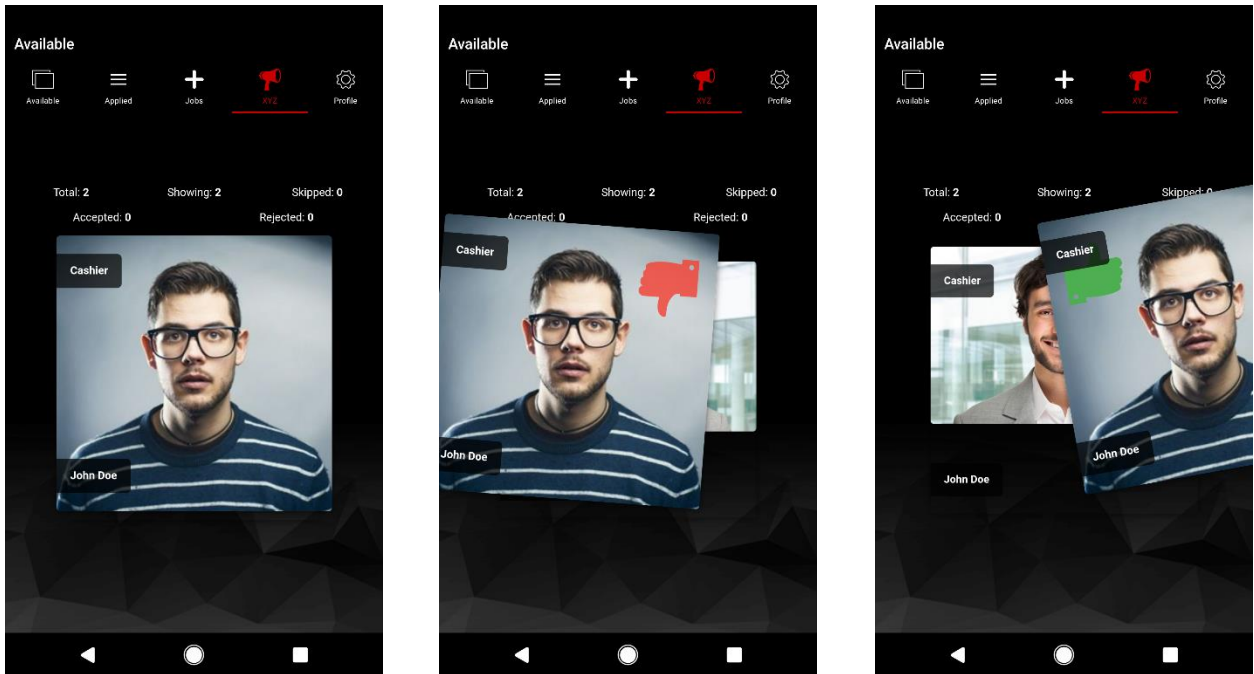 Available
Available Applied Jobs XYZ Profile
Total: 2 Showing: 2 Skipped: 0
Accepted: 0 Rejected: 0
Cashier
John Doe
Available
Available Applied Jobs XYZ Profile
Total: 2 Showing: 2 Skipped: 0
Accepted: 0 Rejected: 0
Cashier
John Doe
Available
Available Applied Jobs XYZ Profile
Total: 2 Showing: 2 Skipped: 0
Accepted: 0
Cashier
Cashier
John Doe
John Doe